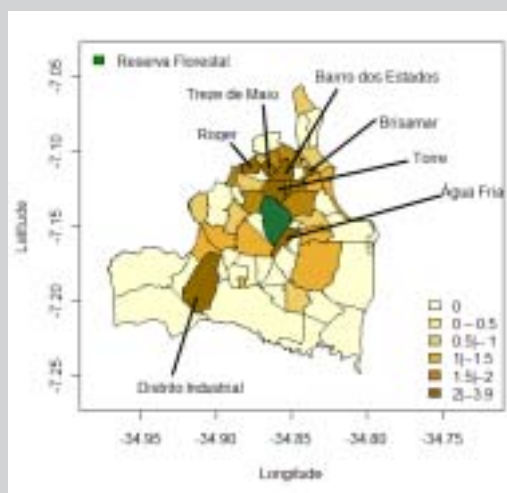 Reserva Florestal
Bairro dos Estados
Treze de Maio
Roger
Brisamar
Torre
Água Fria
Distrito Industrial
0
0 – 0.5
0.5|– 1
1|–1.5
1.5|–2
2|–3.9
Latitude
-7.05
-7.10
-7.15
-7.20
-7.25
-34.95
-34.90
-34.85
-34.80
-34.75
Longitude